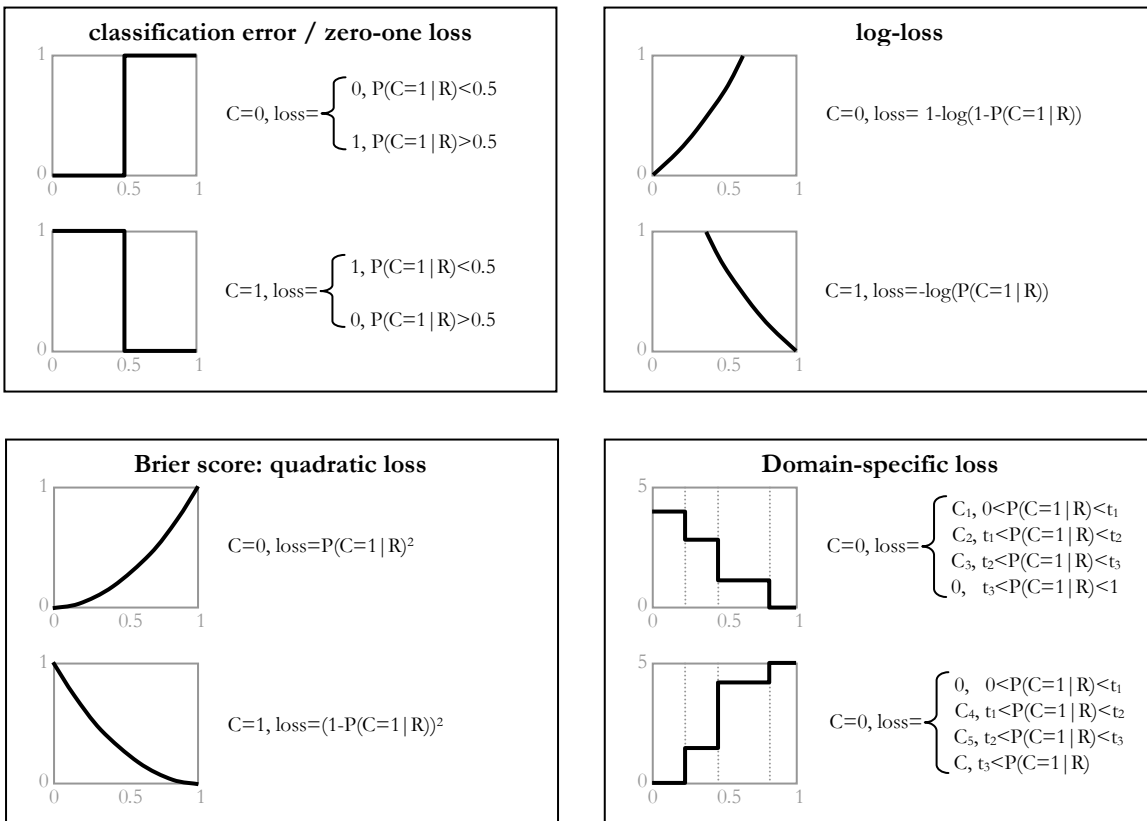 classification error / zero-one loss
1
0
0 0.5 1
C=0, loss=
0, P(C=1|R)<0.5
1, P(C=1|R)>0.5
1
0
0 0.5 1
C=1, loss=
1, P(C=1|R)<0.5
0, P(C=1|R)>0.5
log-loss
1
0
0 0.5 1
C=0, loss= 1-log(1-P(C=1|R))
1
0
0 0.5 1
C=1, loss=-log(P(C=1|R))
Brier score: quadratic loss
1
0
0 0.5 1
C=0, loss=P(C=1|R)²
1
0
0 0.5 1
C=1, loss=(1-P(C=1|R))²
Domain-specific loss
5
0
0 0.5 1
C=0, loss=
C₁, 0<P(C=1|R)<t₁
C₂, t₁<P(C=1|R)<t₂
C₃, t₂<P(C=1|R)<t₃
0, t₃<P(C=1|R)<1
5
0
0 0.5 1
C=0, loss=
0, 0<P(C=1|R)<t₁
C₄, t₁<P(C=1|R)<t₂
C₅, t₂<P(C=1|R)<t₃
C, t₃<P(C=1|R)